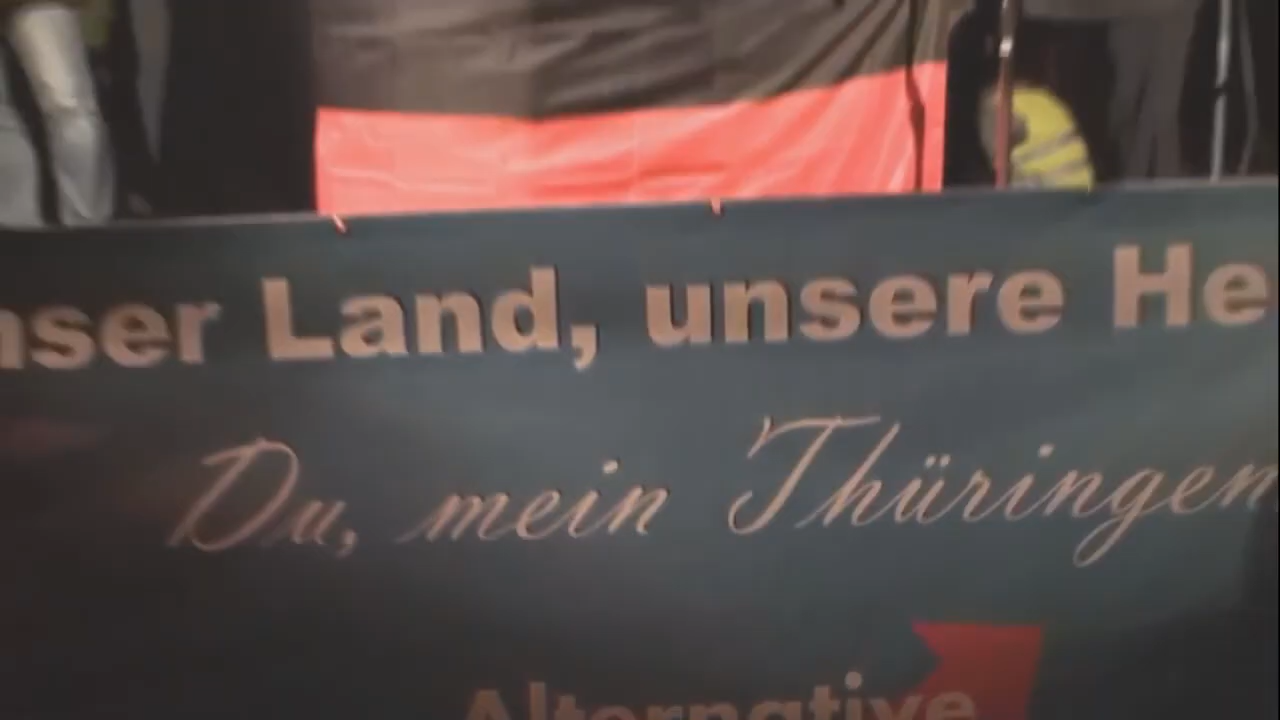 nser Land, unsere He
Du, mein Thüringen
Alternative